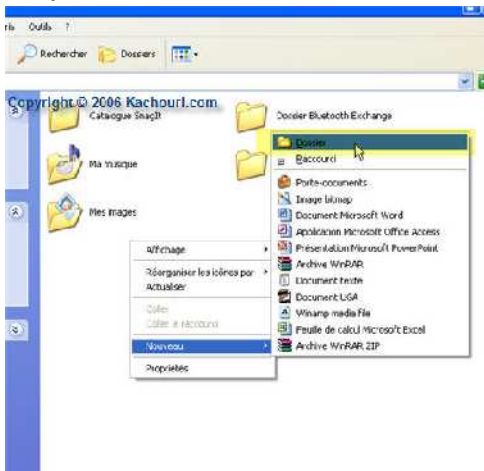 ris Outils ?
Rechercher Dossiers
Copyright © 2006 Kachouri.com
Catalogue SnagIt
Dossier Bluetooth Exchange
Ma musique
Mes images
Dossier
Raccourci
Porte-documents
Image bitmap
Document Microsoft Word
Application Microsoft Office Access
Présentation Microsoft PowerPoint
Archive WinRAR
Document texte
Document UGA
Winamp media file
Feuille de calcul Microsoft Excel
Archive WinRAR ZIP
Affichage
Réorganiser les icônes par
Actualiser
Coller
Coller le raccourci
Nouveau
Propriétés